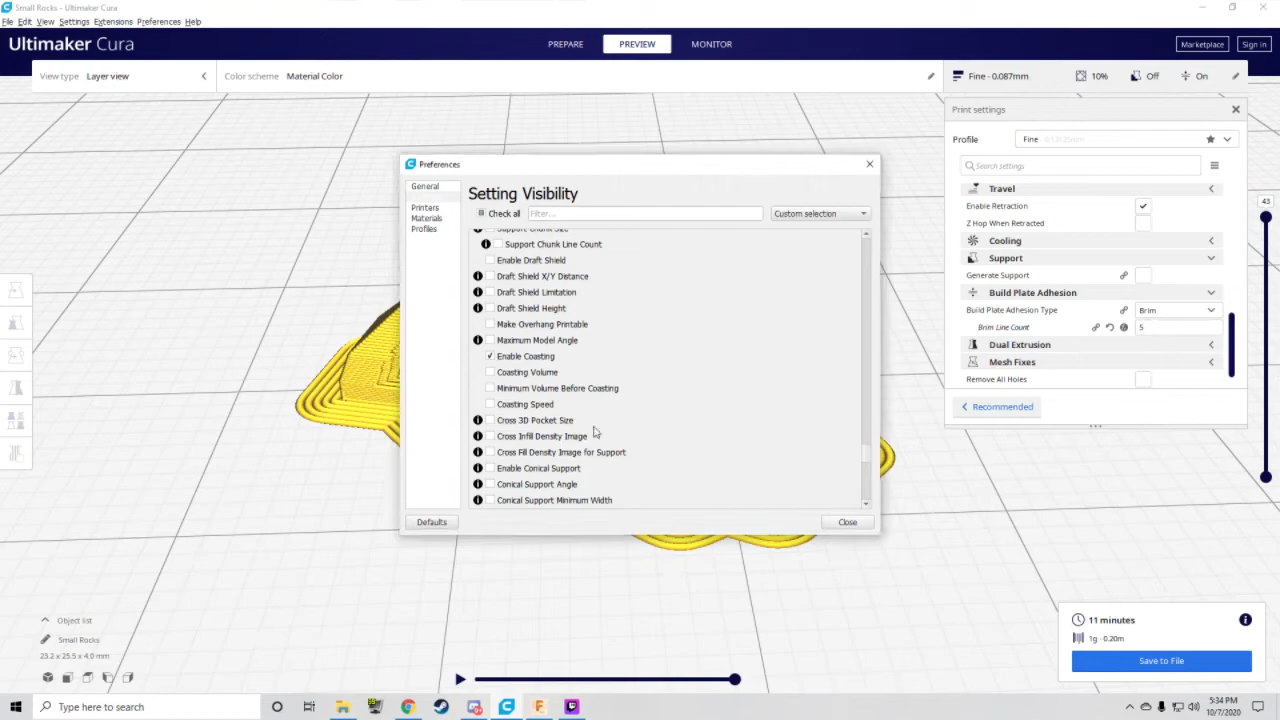 Small Rocks - Ultimaker Cura
File Edit View Settings Extensions Preferences Help
Ultimaker Cura
PREPARE
PREVIEW
MONITOR
Marketplace
Sign in
View type Layer view
Color scheme Material Color
Fine - 0.087mm
10%
Off
On
Print settings
Profile
Fine 0.13125mm
Search settings
Travel
Enable Retraction
Z Hop When Retracted
Cooling
Support
Generate Support
Build Plate Adhesion
Build Plate Adhesion Type Brim
Brim Line Count 5
Dual Extrusion
Mesh Fixes
Remove All Holes
Recommended
43
Preferences
General
Printers
Materials
Profiles
Setting Visibility
Check all
Filter...
Custom selection
Support Chunk Size
Support Chunk Line Count
Enable Draft Shield
Draft Shield X/Y Distance
Draft Shield Limitation
Draft Shield Height
Make Overhang Printable
Maximum Model Angle
Enable Coasting
Coasting Volume
Minimum Volume Before Coasting
Coasting Speed
Cross 3D Pocket Size
Cross Infill Density Image
Cross Fill Density Image for Support
Enable Conical Support
Conical Support Angle
Conical Support Minimum Width
Defaults
Close
Object list
Small Rocks
23.2 x 25.5 x 4.0 mm
11 minutes
1g · 0.20m
Save to File
Type here to search
5:34 PM
10/7/2020